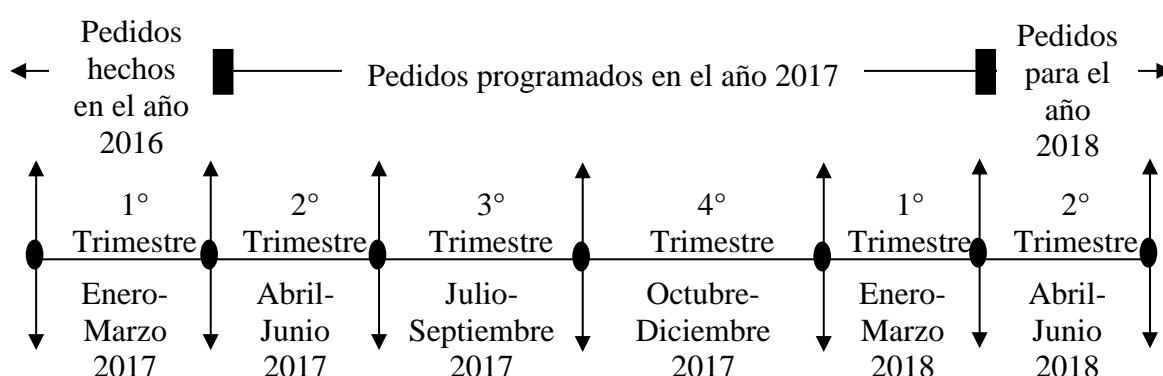 Pedidos
hechos
en el año
2016
Pedidos programados en el año 2017
Pedidos
para el
año
2018
1°
Trimestre
2°
Trimestre
3°
Trimestre
4°
Trimestre
1°
Trimestre
2°
Trimestre
Enero-
Marzo
2017
Abril-
Junio
2017
Julio-
Septiembre
2017
Octubre-
Diciembre
2017
Enero-
Marzo
2018
Abril-
Junio
2018